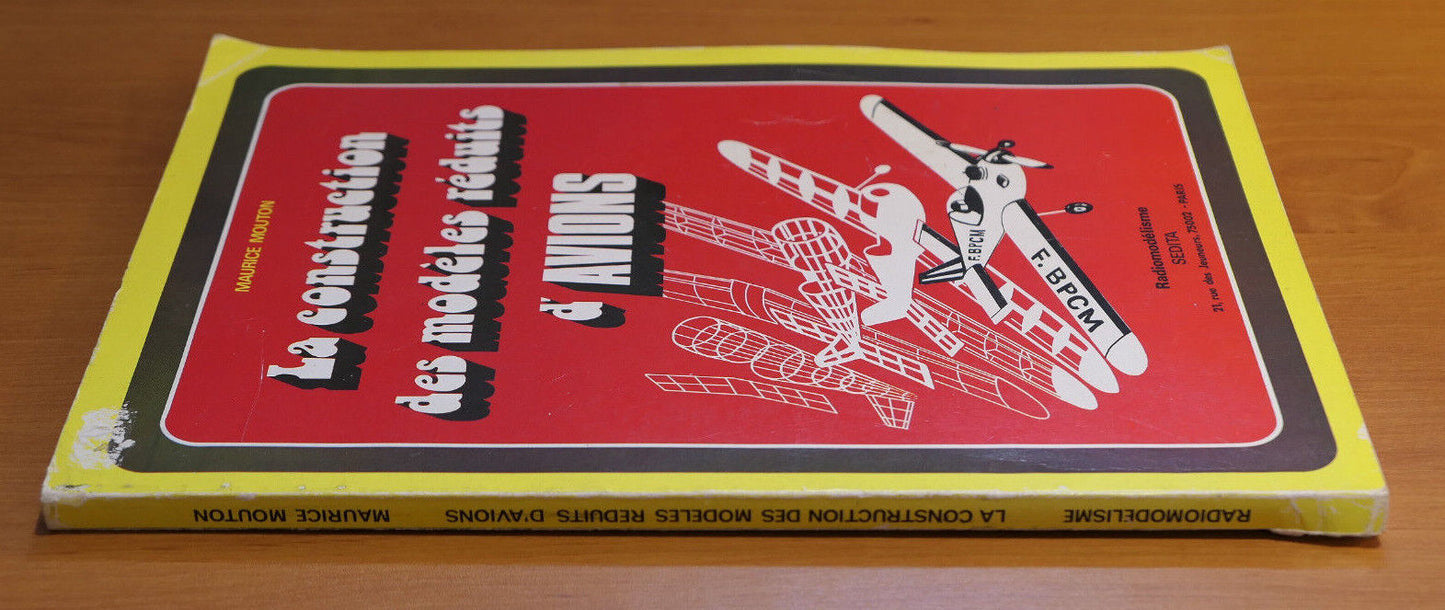 MAURICE MOUTON
La construction
des modèles réduits
d'AVIONS
F.BPCM
F.BPCM
Radiomodélisme
SEDITA
21, rue des Jeuneurs, 75002 - PARIS
RADIOMODELISME LA CONSTRUCTION DES MODELES REDUITS D'AVIONS MAURICE MOUTON